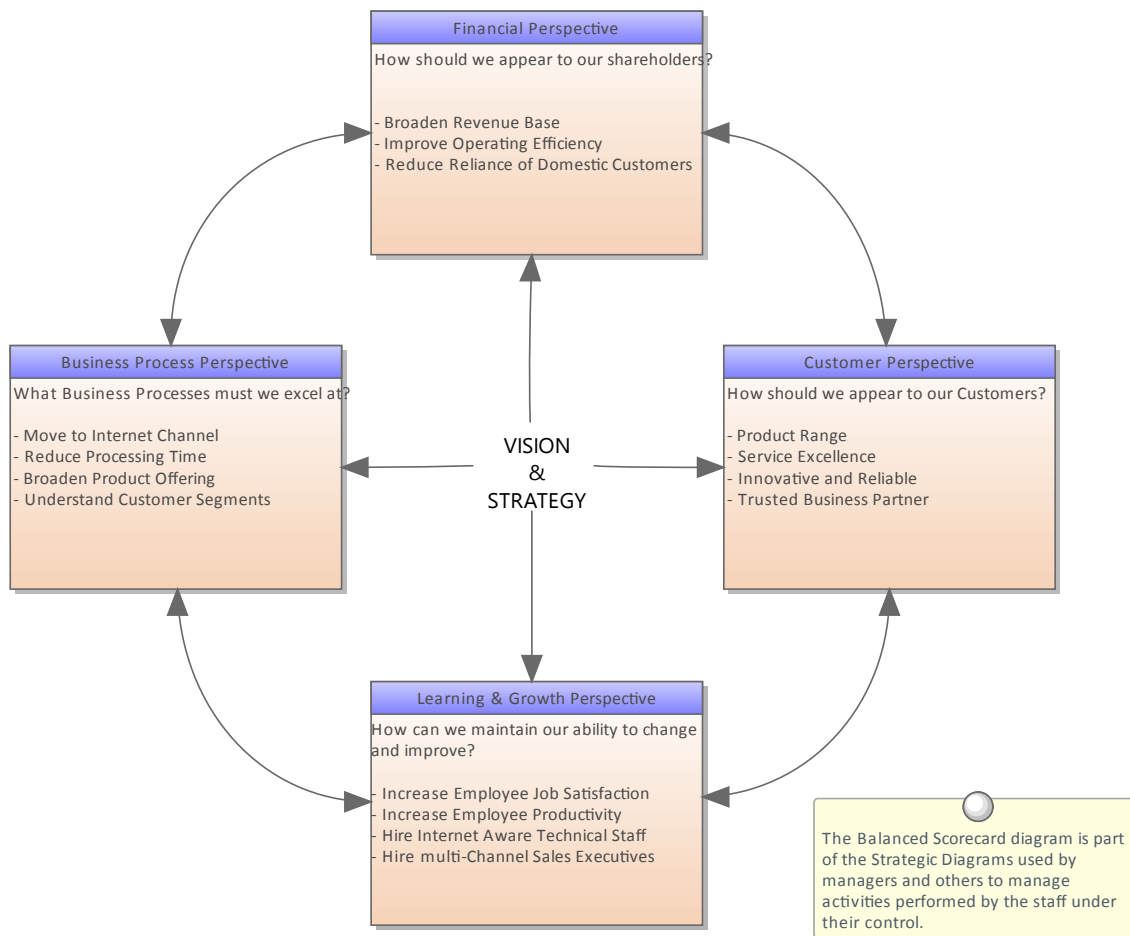 Financial Perspective
How should we appear to our shareholders?
- Broaden Revenue Base
- Improve Operating Efficiency
- Reduce Reliance of Domestic Customers
Business Process Perspective
What Business Processes must we excel at?
- Move to Internet Channel
- Reduce Processing Time
- Broaden Product Offering
- Understand Customer Segments
VISION
&
STRATEGY
Customer Perspective
How should we appear to our Customers?
- Product Range
- Service Excellence
- Innovative and Reliable
- Trusted Business Partner
Learning & Growth Perspective
How can we maintain our ability to change
and improve?
- Increase Employee Job Satisfaction
- Increase Employee Productivity
- Hire Internet Aware Technical Staff
- Hire multi-Channel Sales Executives
The Balanced Scorecard diagram is part
of the Strategic Diagrams used by
managers and others to manage
activities performed by the staff under
their control.